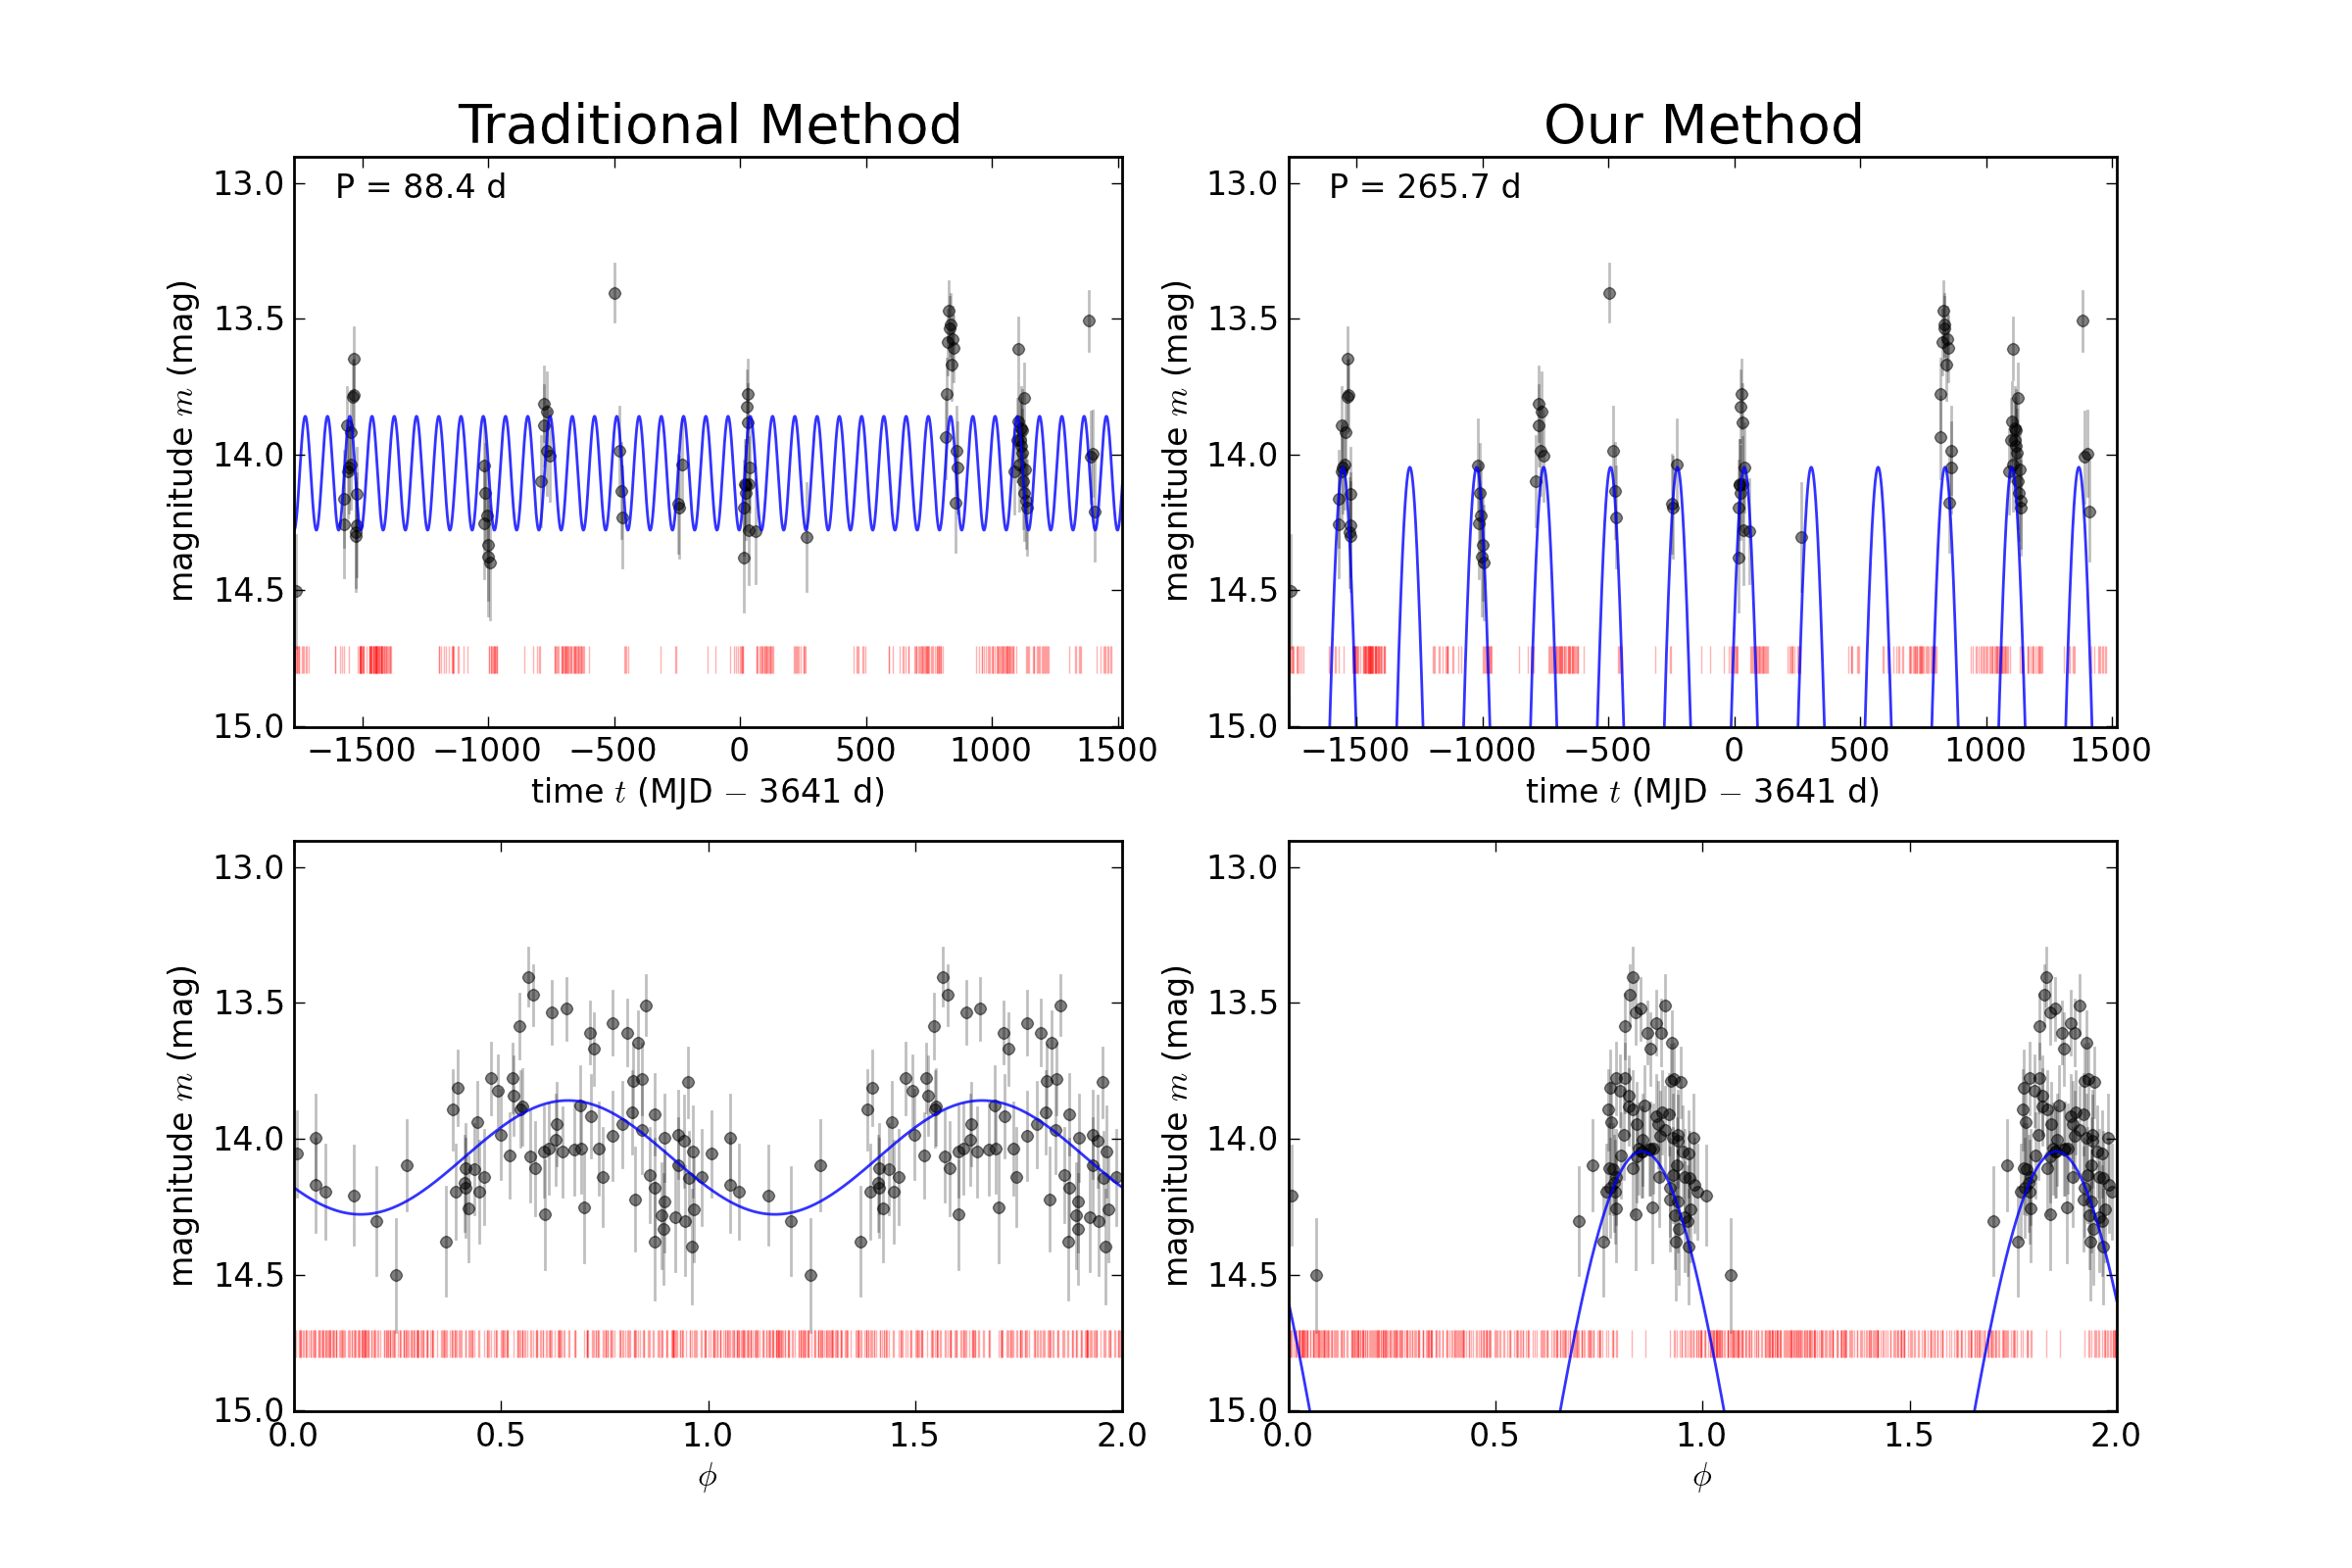 Traditional Method
P = 88.4 d
13.0
13.5
14.0
14.5
15.0
magnitude m (mag)
−1500 −1000 −500 0 500 1000 1500
time t (MJD − 3641 d)
Our Method
P = 265.7 d
13.0
13.5
14.0
14.5
15.0
magnitude m (mag)
−1500 −1000 −500 0 500 1000 1500
time t (MJD − 3641 d)
13.0
13.5
14.0
14.5
15.0
magnitude m (mag)
0.0 0.5 1.0 1.5 2.0
ϕ
13.0
13.5
14.0
14.5
15.0
magnitude m (mag)
0.0 0.5 1.0 1.5 2.0
ϕ